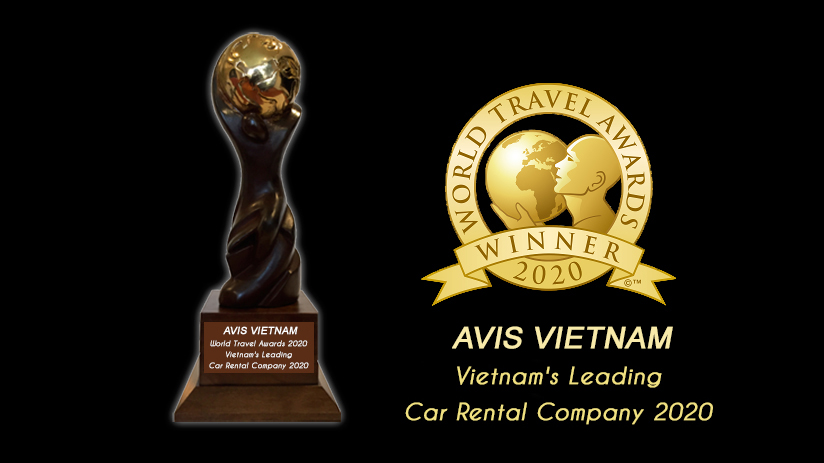 AVIS VIETNAM
World Travel Awards 2020
Vietnam's Leading
Car Rental Company 2020
WORLD TRAVEL AWARDS
WINNER
2020
©™
AVIS VIETNAM
Vietnam's Leading
Car Rental Company 2020